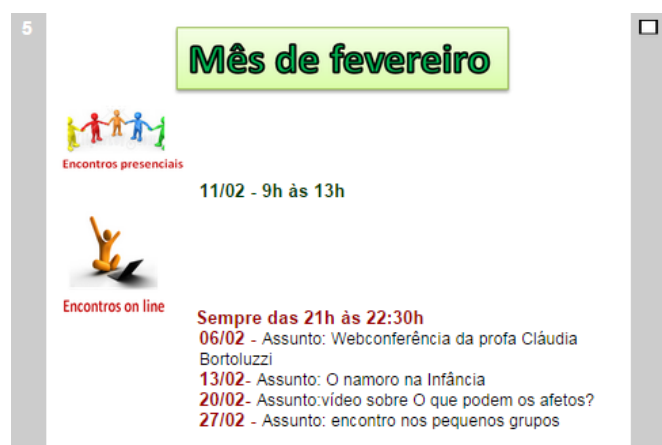 5
Mês de fevereiro
Encontros presenciais
11/02 - 9h às 13h
Encontros on line
Sempre das 21h às 22:30h
06/02 - Assunto: Webconferência da profa Cláudia
Bortoluzzi
13/02- Assunto: O namoro na Infância
20/02- Assunto:vídeo sobre O que podem os afetos?
27/02 - Assunto: encontro nos pequenos grupos